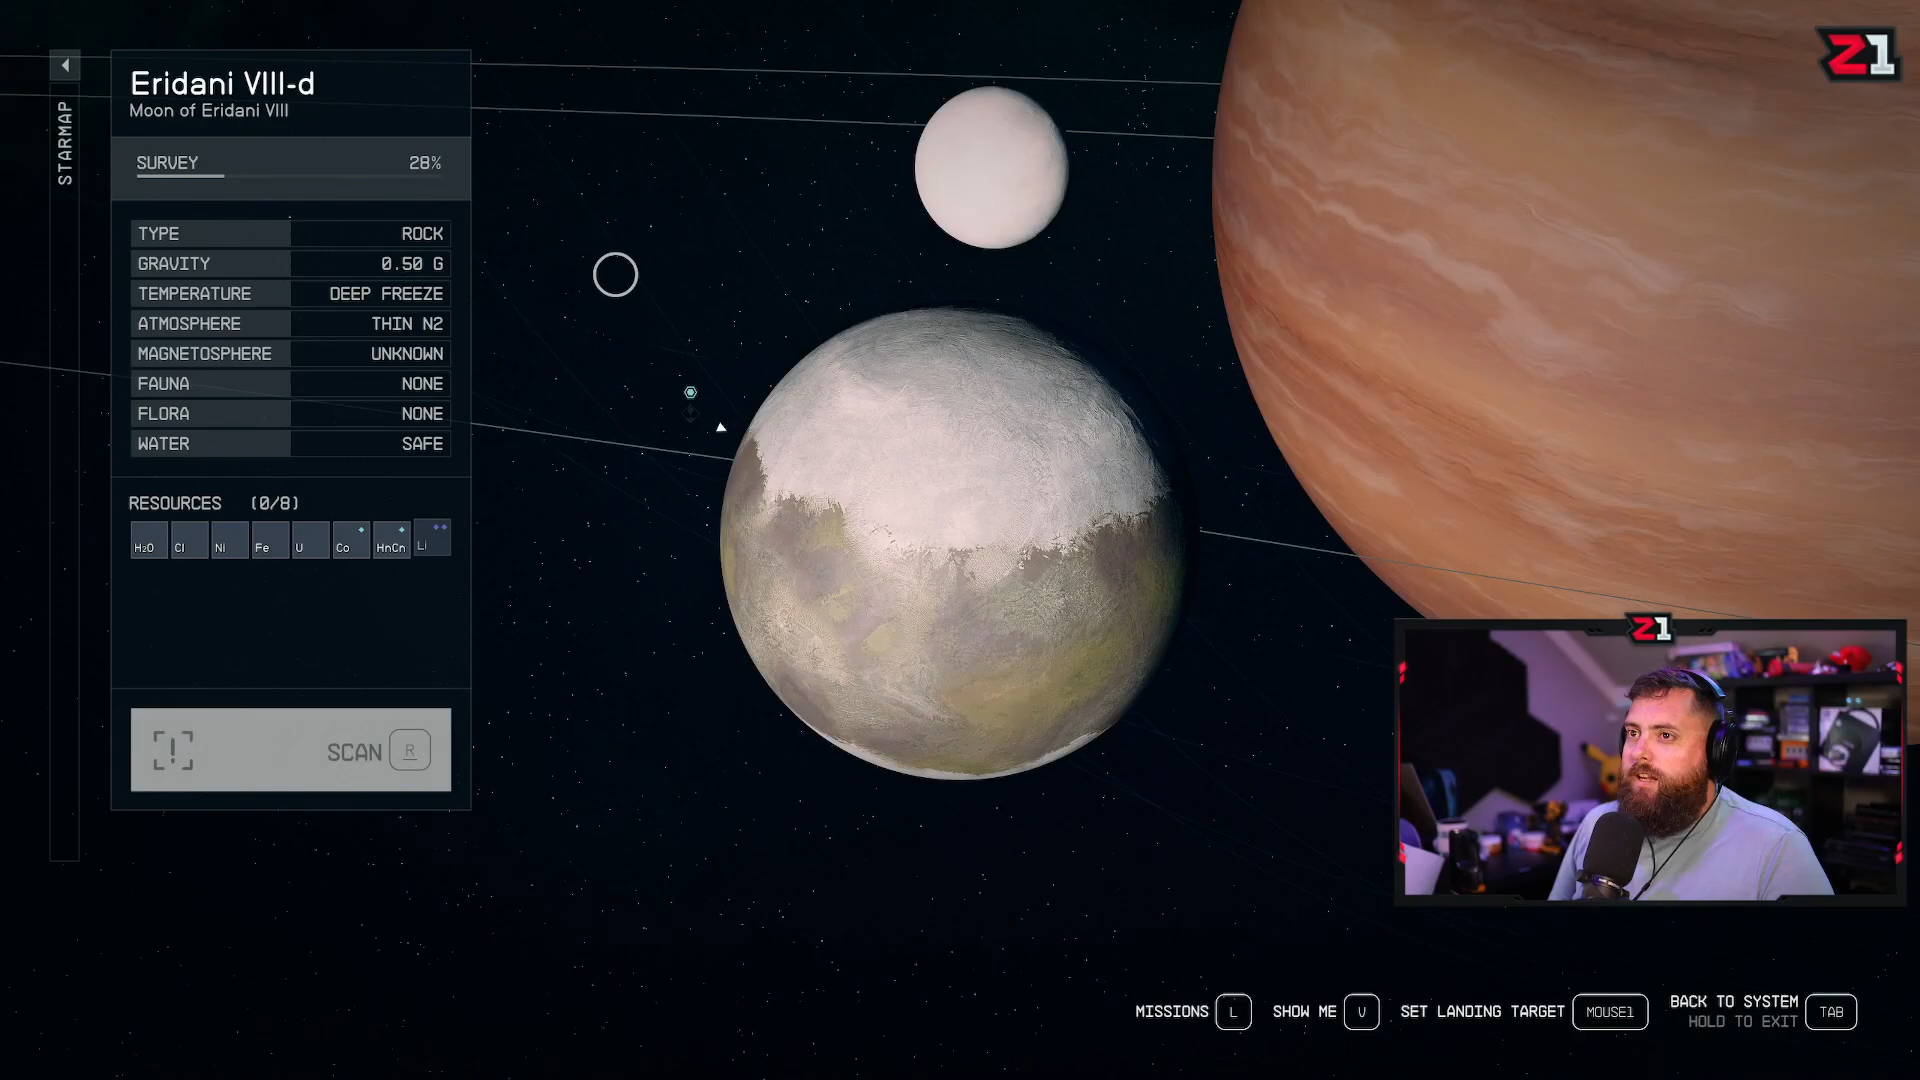 Z1
STARMAP
Eridani VIII-d
Moon of Eridani VIII
SURVEY 28%
TYPE ROCK
GRAVITY 0.50 G
TEMPERATURE DEEP FREEZE
ATMOSPHERE THIN N2
MAGNETOSPHERE UNKNOWN
FAUNA NONE
FLORA NONE
WATER SAFE
RESOURCES (0/8)
H2O Cl Ni Fe U Co HnCn Li
SCAN R
Z1
MISSIONS L SHOW ME V SET LANDING TARGET MOUSE1 BACK TO SYSTEM TAB
HOLD TO EXIT